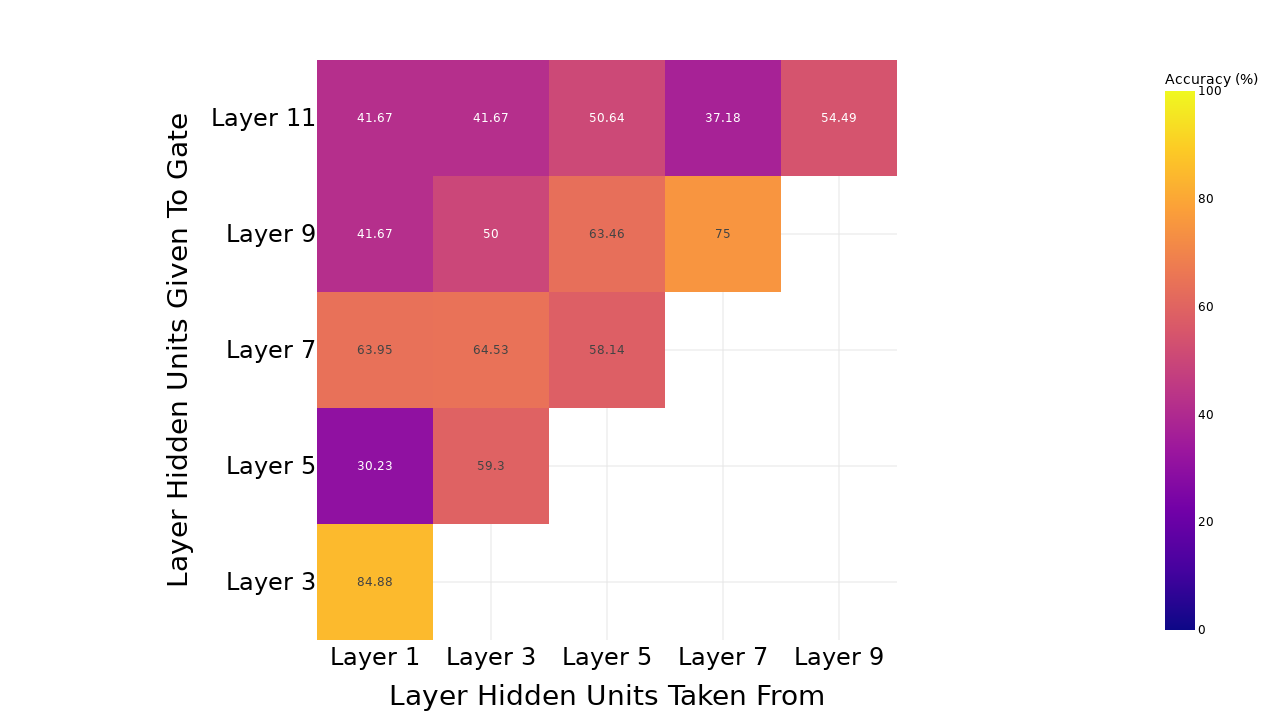 Accuracy (%)
100
80
60
40
20
0
Layer Hidden Units Given To Gate
Layer 11 41.67 41.67 50.64 37.18 54.49
Layer 9 41.67 50 63.46 75
Layer 7 63.95 64.53 58.14
Layer 5 30.23 59.3
Layer 3 84.88
Layer 1 Layer 3 Layer 5 Layer 7 Layer 9
Layer Hidden Units Taken From